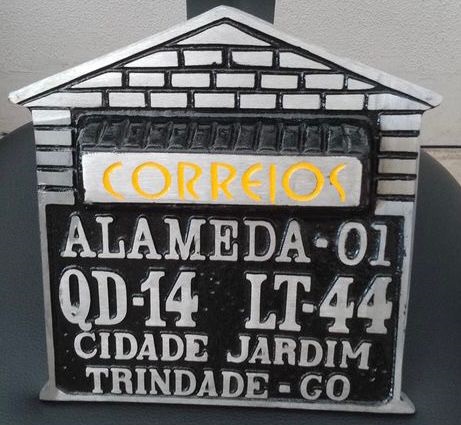 CORREIOS
ALAMEDA-01
QD-14 LT-44
CIDADE JARDIM
TRINDADE-GO